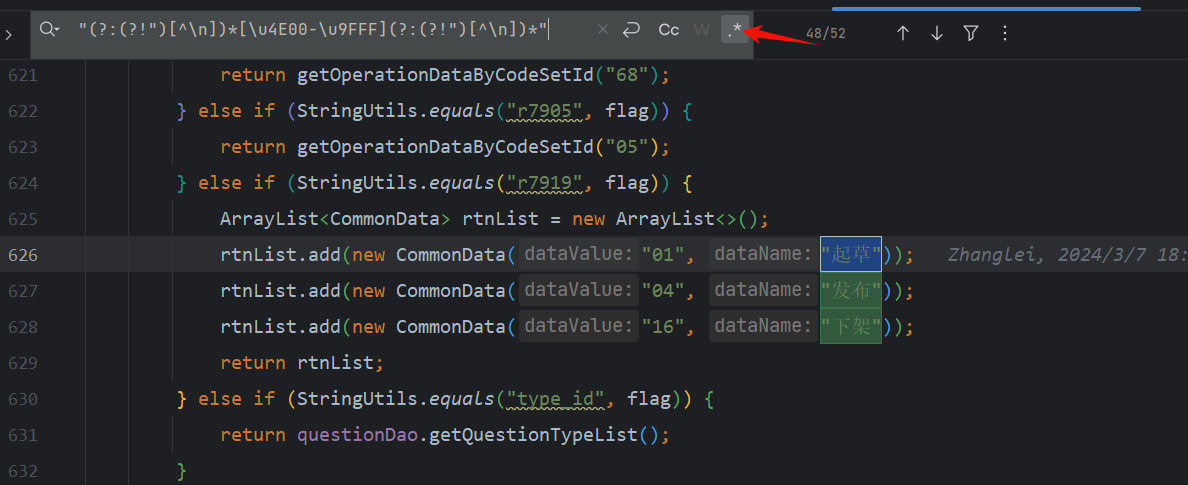 "(?:(?!")[^\n])*[\u4E00-\u9FFF](?:(?!")[^\n])*" × Cc W .* 48/52
621 return getOperationDataByCodeSetId("68");
622 } else if (StringUtils.equals("r7905", flag)) {
623 return getOperationDataByCodeSetId("05");
624 } else if (StringUtils.equals("r7919", flag)) {
625 ArrayList<CommonData> rtnList = new ArrayList<>();
626 rtnList.add(new CommonData( dataValue: "01", dataName: "起草")); Zhanglei, 2024/3/7 18:
627 rtnList.add(new CommonData( dataValue: "04", dataName: "发布"));
628 rtnList.add(new CommonData( dataValue: "16", dataName: "下架"));
629 return rtnList;
630 } else if (StringUtils.equals("type_id", flag)) {
631 return questionDao.getQuestionTypeList();
632 }